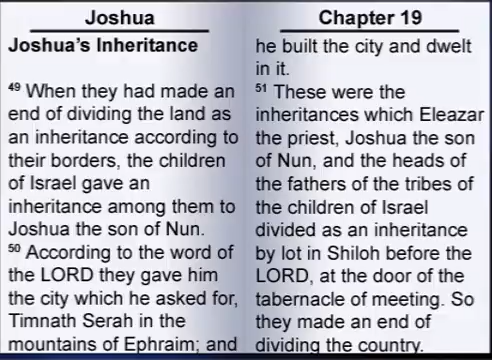 Joshua
Joshua's Inheritance
49 When they had made an
end of dividing the land as
an inheritance according to
their borders, the children
of Israel gave an
inheritance among them to
Joshua the son of Nun.
50 According to the word of
the LORD they gave him
the city which he asked for,
Timnath Serah in the
mountains of Ephraim; and
Chapter 19
he built the city and dwelt
in it.
51 These were the
inheritances which Eleazar
the priest, Joshua the son
of Nun, and the heads of
the fathers of the tribes of
the children of Israel
divided as an inheritance
by lot in Shiloh before the
LORD, at the door of the
tabernacle of meeting. So
they made an end of
dividing the country.